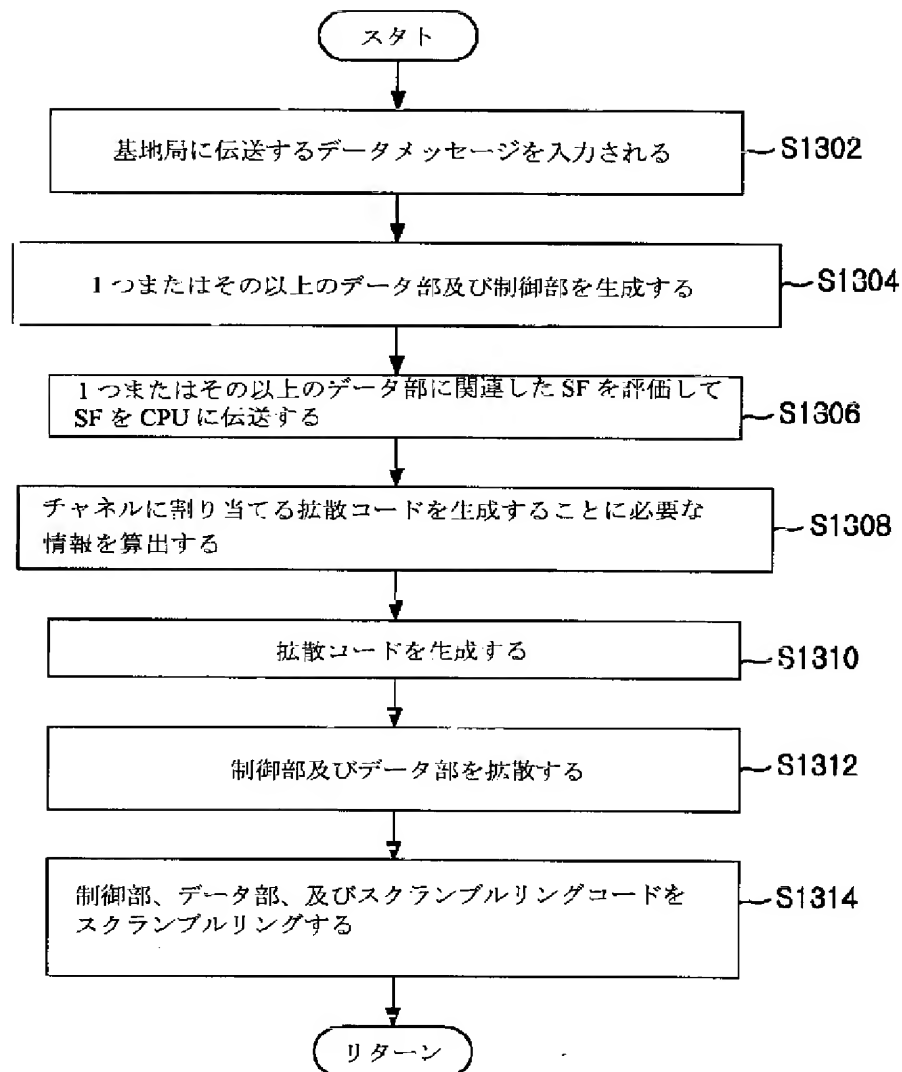 スタト
基地局に伝送するデータメッセージを入力される
S1302
1つまたはその以上のデータ部及び制御部を生成する
S1304
1つまたはその以上のデータ部に関連した SF を評価して
SF を CPU に伝送する
S1306
チャネルに割り当てる拡散コードを生成することに必要な
情報を算出する
S1308
拡散コードを生成する
S1310
制御部及びデータ部を拡散する
S1312
制御部、データ部、及びスクランブルリングコードを
スクランブルリングする
S1314
リターン